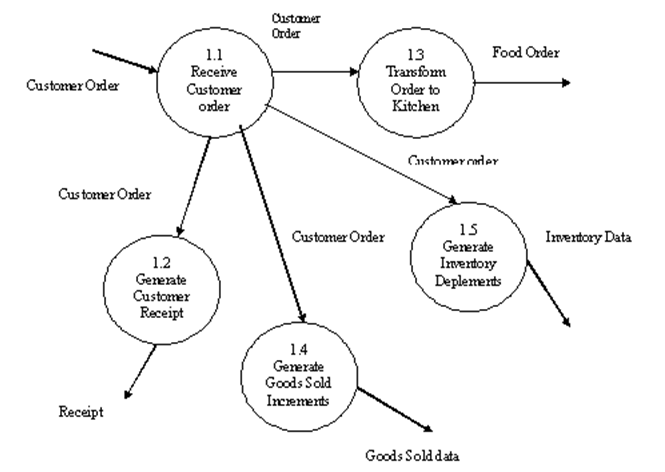 Customer
Order
1.1
Receive
Customer
order
1.3
Transform
Order to
Kitchen
Food Order
Customer Order
Customer order
Customer Order
Customer Order
1.5
Generate
Inventory
Deplements
Inventory Data
1.2
Generate
Customer
Receipt
1.4
Generate
Goods Sold
Increments
Receipt
Goods Sold data